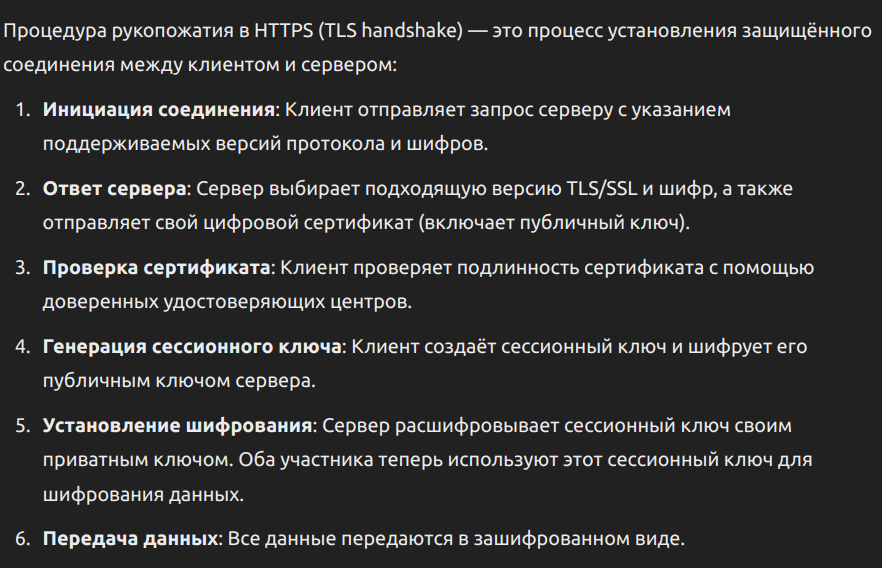 Процедура рукопожатия в HTTPS (TLS handshake) — это процесс установления защищённого
соединения между клиентом и сервером:
1. Инициация соединения: Клиент отправляет запрос серверу с указанием
поддерживаемых версий протокола и шифров.
2. Ответ сервера: Сервер выбирает подходящую версию TLS/SSL и шифр, а также
отправляет свой цифровой сертификат (включает публичный ключ).
3. Проверка сертификата: Клиент проверяет подлинность сертификата с помощью
доверенных удостоверяющих центров.
4. Генерация сессионного ключа: Клиент создаёт сессионный ключ и шифрует его
публичным ключом сервера.
5. Установление шифрования: Сервер расшифровывает сессионный ключ своим
приватным ключом. Оба участника теперь используют этот сессионный ключ для
шифрования данных.
6. Передача данных: Все данные передаются в зашифрованном виде.